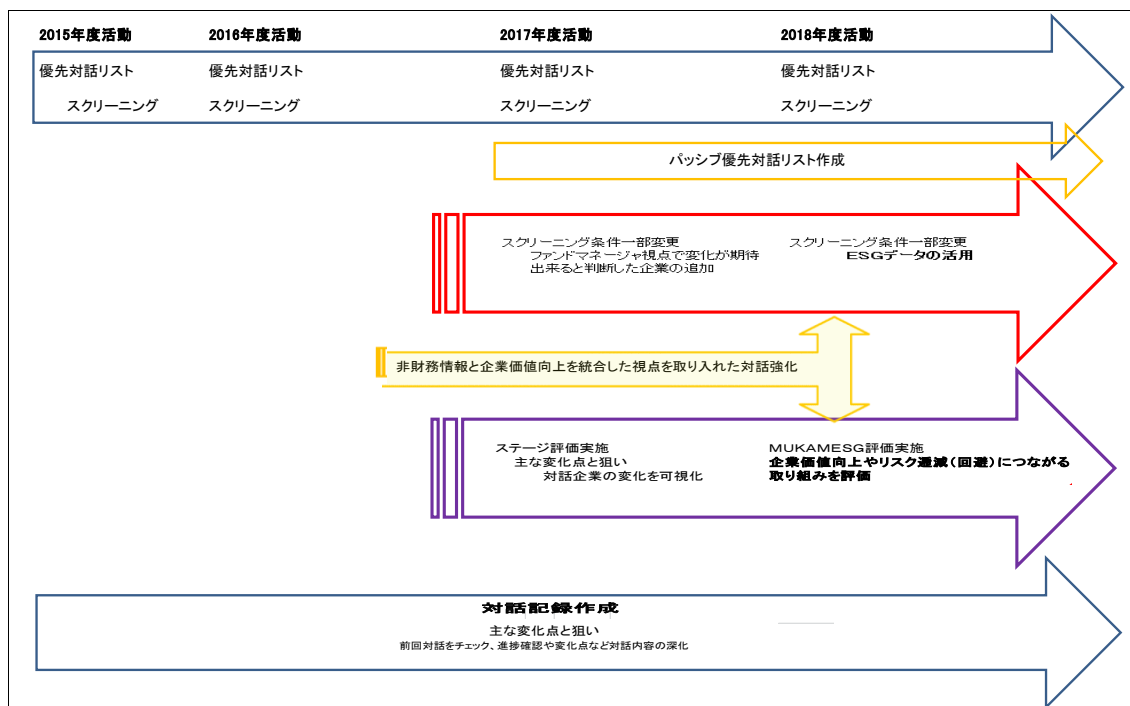 2015年度活動 2016年度活動 2017年度活動 2018年度活動
優先対話リスト 優先対話リスト 優先対話リスト 優先対話リスト
スクリーニング スクリーニング スクリーニング スクリーニング
パッシブ優先対話リスト作成
スクリーニング条件一部変更
ファンドマネージャ視点で変化が期待
出来ると判断した企業の追加
スクリーニング条件一部変更
ESGデータの活用
非財務情報と企業価値向上を統合した視点を取り入れた対話強化
ステージ評価実施
主な変化点と狙い
対話企業の変化を可視化
MUKAMESG評価実施
企業価値向上やリスク逓減(回避)につながる
取り組みを評価
対話記録作成
主な変化点と狙い
前回対話をチェック、進捗確認や変化点など対話内容の深化